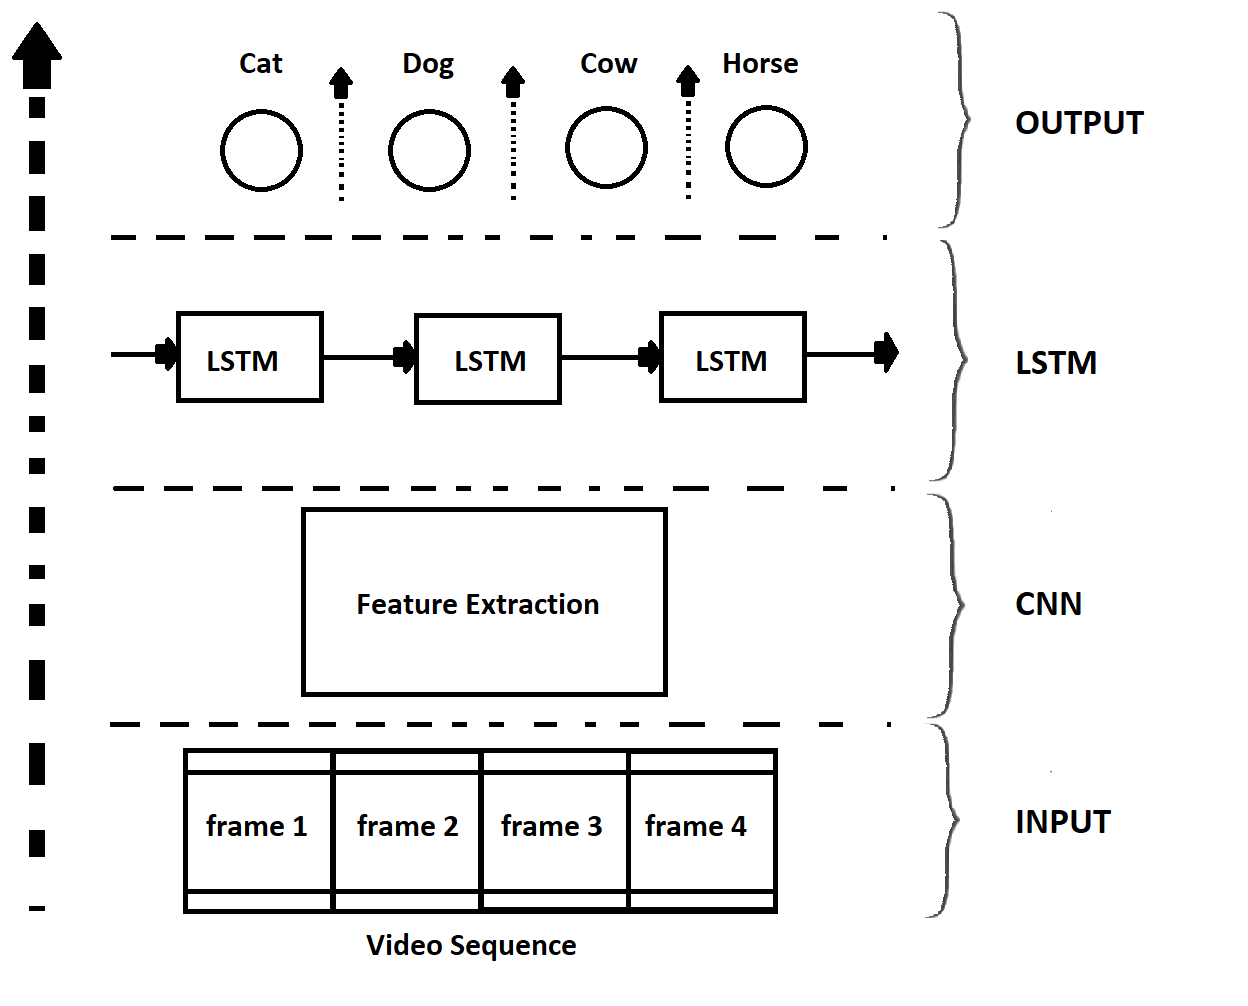 Cat Dog Cow Horse
OUTPUT
LSTM LSTM LSTM
LSTM
Feature Extraction
CNN
frame 1 frame 2 frame 3 frame 4
INPUT
Video Sequence